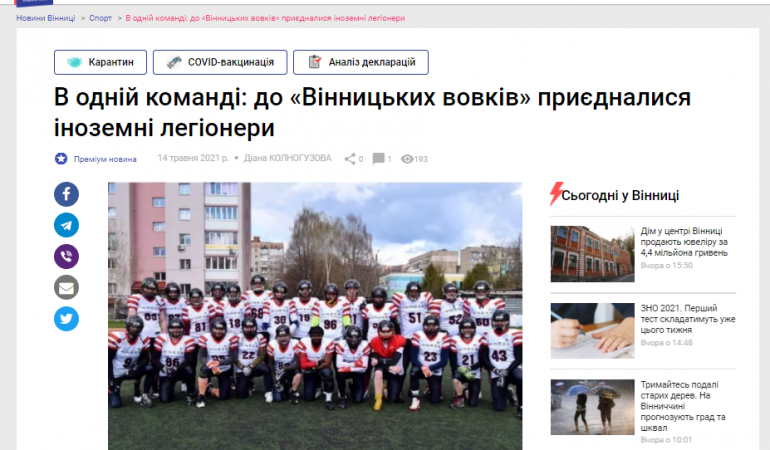 Новини Вінниці > Спорт > В одній команді: до «Вінницьких вовків» приєдналися іноземні легіонери
Карантин
COVID-вакцинація
Аналіз декларацій
В одній команді: до «Вінницьких вовків» приєдналися
іноземні легіонери
Преміум новина
14 травня 2021 р. • Діана КОЛНОГУЗОВА
0
1
193
Сьогодні у Вінниці
Дім у центрі Вінниці
продають ювеліру за
4,4 мільйона гривень
Вчора о 15:50
ЗНО 2021. Перший
тест складатимуть уже
цього тижня
Вчора о 14:48
Тримайтесь подалі
старих дерев. На
Вінниччині
прогнозують град та
шквал
Вчора о 10:01